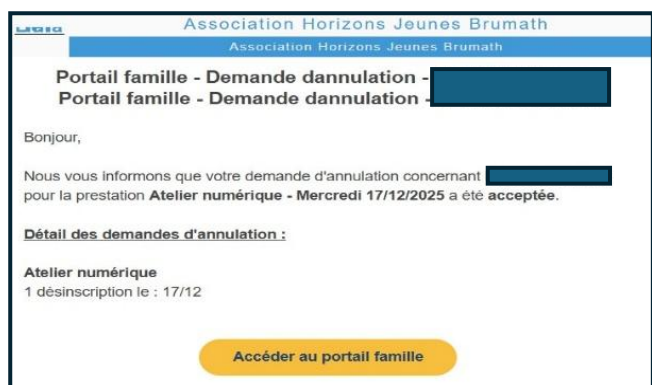 Association Horizons Jeunes Brumath
Association Horizons Jeunes Brumath
Portail famille - Demande dannulation -
Portail famille - Demande dannulation -
Bonjour,
Nous vous informons que votre demande d'annulation concernant
pour la prestation Atelier numérique - Mercredi 17/12/2025 a été acceptée.
Détail des demandes d'annulation :
Atelier numérique
1 désinscription le : 17/12
Accéder au portail famille